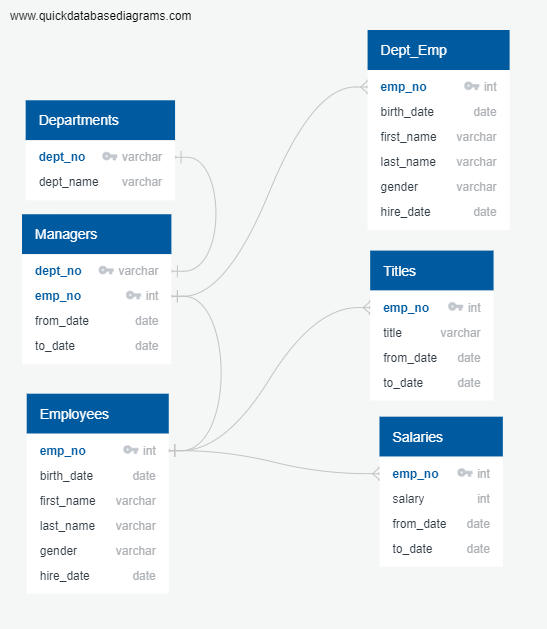 www.quickdatabasediagrams.com
Departments
dept_no varchar
dept_name varchar
Managers
dept_no varchar
emp_no int
from_date date
to_date date
Employees
emp_no int
birth_date date
first_name varchar
last_name varchar
gender varchar
hire_date date
Dept_Emp
emp_no int
birth_date date
first_name varchar
last_name varchar
gender varchar
hire_date date
Titles
emp_no int
title varchar
from_date date
to_date date
Salaries
emp_no int
salary int
from_date date
to_date date